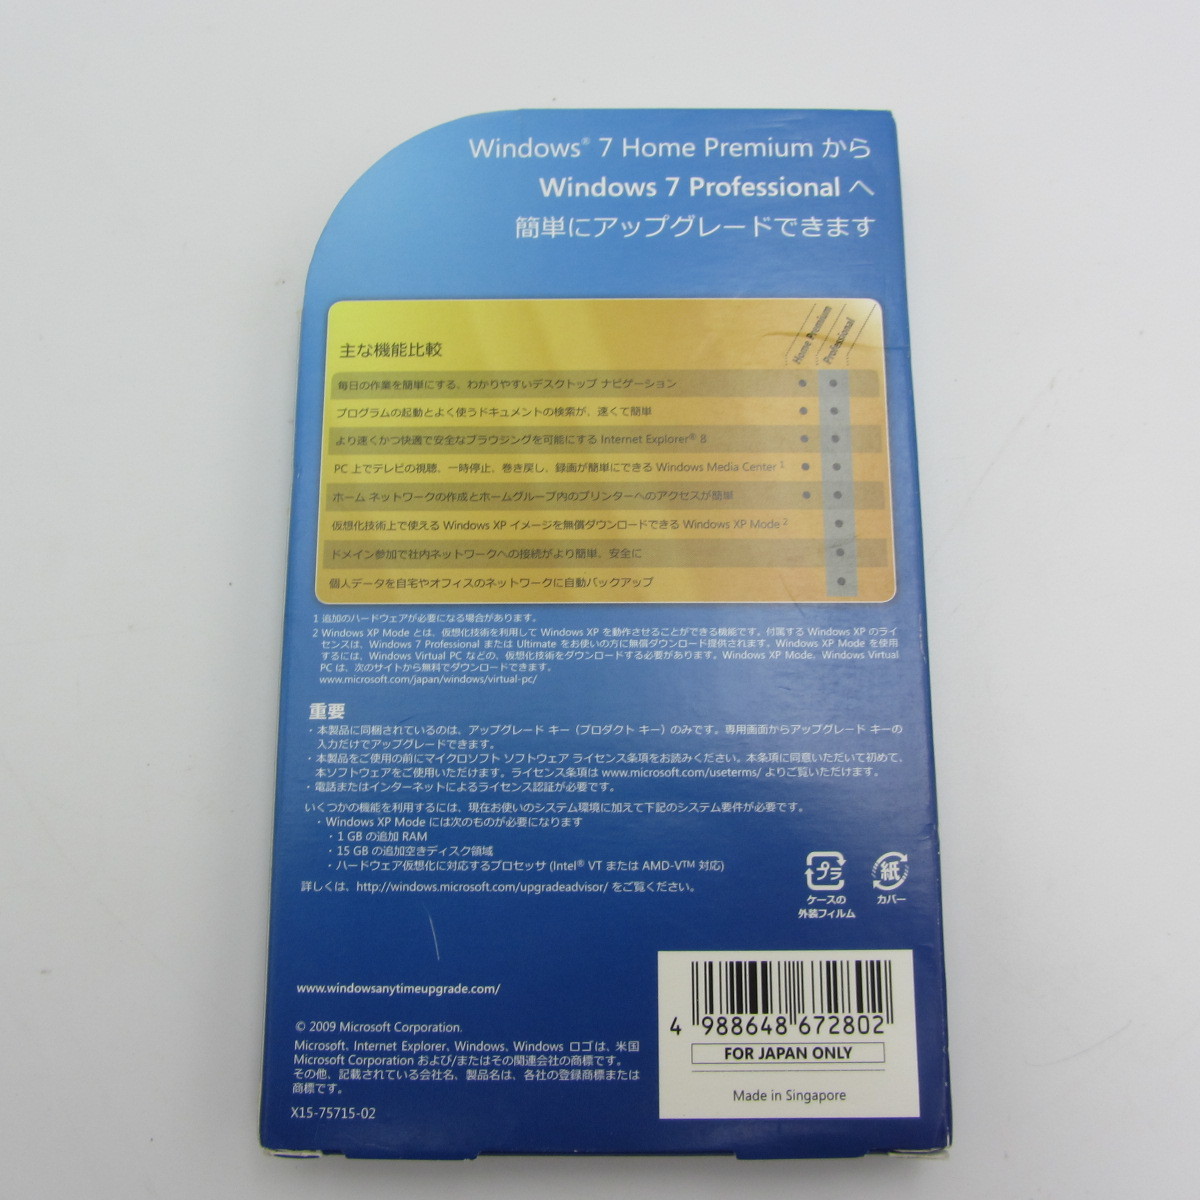 Windows® 7 Home Premium から
Windows 7 Professional へ
簡単にアップグレードできます
主な機能比較
Home Premium
Professional
毎日の作業を簡単にする、わかりやすいデスクトップ ナビゲーション
プログラムの起動とよく使うドキュメントの検索が、速くて簡単
より速くかつ快適で安全なブラウジングを可能にする Internet Explorer® 8
PC 上でテレビの視聴、一時停止、巻き戻し、録画が簡単にできる Windows Media Center 1
ホーム ネットワークの作成とホームグループ内のプリンターへのアクセスが簡単
仮想化技術上で使える Windows XP イメージを無償ダウンロードできる Windows XP Mode 2
ドメイン参加で社内ネットワークへの接続がより簡単、安全に
個人データを自宅やオフィスのネットワークに自動バックアップ
1 追加のハードウェアが必要になる場合があります。
2 Windows XP Mode とは、仮想化技術を利用して Windows XP を動作させることができる機能です。付属する Windows XP のライ
センスは、Windows 7 Professional または Ultimate をお使いの方に無償ダウンロード提供されます。Windows XP Mode を使用
するには、Windows Virtual PC などの、仮想化技術をダウンロードする必要があります。Windows XP Mode、Windows Virtual
PC は、次のサイトから無料でダウンロードできます。
www.microsoft.com/japan/windows/virtual-pc/
重要
・本製品に同梱されているのは、アップグレード キー（プロダクト キー）のみです。専用画面からアップグレード キーの
入力だけでアップグレードできます。
・本製品をご使用の前にマイクロソフト ソフトウェア ライセンス条項をお読みください。本条項に同意いただいて初めて、
本ソフトウェアをご使用いただけます。ライセンス条項は www.microsoft.com/useterms/ よりご覧いただけます。
・電話またはインターネットによるライセンス認証が必要です。
いくつかの機能を利用するには、現在お使いのシステム環境に加えて下記のシステム要件が必要です。
・Windows XP Mode には次のものが必要になります
・1 GB の追加 RAM
・15 GB の追加空きディスク領域
・ハードウェア仮想化に対応するプロセッサ (Intel® VT または AMD-V™ 対応)
詳しくは、http://windows.microsoft.com/upgradeadvisor/ をご覧ください。
プラ
ケースの
外装フィルム
紙
カバー
www.windowsanytimeupgrade.com/
© 2009 Microsoft Corporation.
Microsoft、Internet Explorer、Windows、Windows ロゴは、米国
Microsoft Corporation および/またはその関連会社の商標です。
その他、記載されている会社名、製品名は、各社の登録商標または
商標です。
X15-75715-02
4 988648 672802
FOR JAPAN ONLY
Made in Singapore